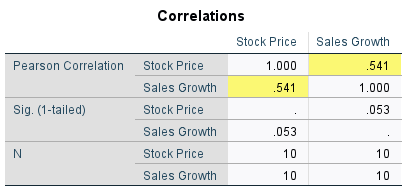 Correlations
Stock Price Sales Growth
Pearson Correlation Stock Price 1.000 .541
Sales Growth .541 1.000
Sig. (1-tailed) Stock Price . .053
Sales Growth .053 .
N Stock Price 10 10
Sales Growth 10 10